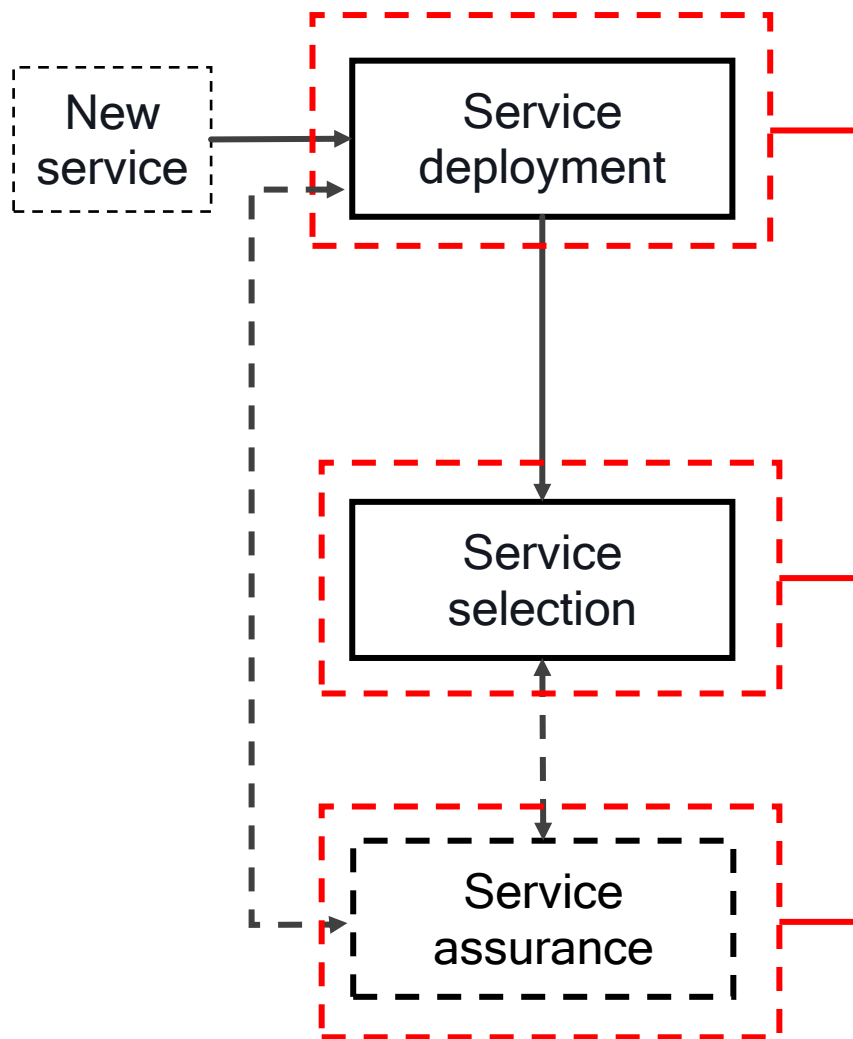 New
service
Service
deployment
Service
selection
Service
assurance